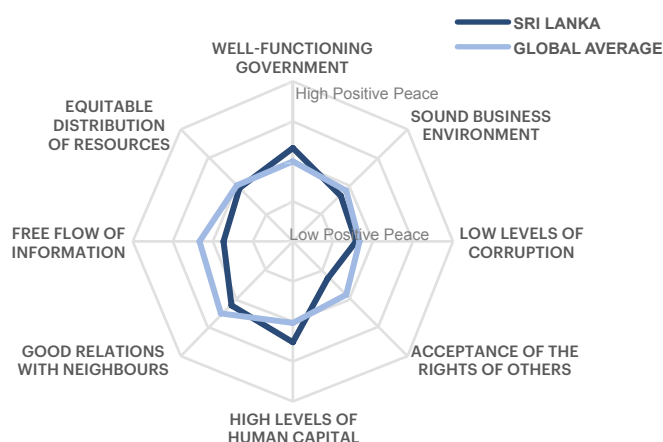 SRI LANKA
GLOBAL AVERAGE
WELL-FUNCTIONING
GOVERNMENT
High Positive Peace
EQUITABLE
DISTRIBUTION
OF RESOURCES
SOUND BUSINESS
ENVIRONMENT
FREE FLOW OF
INFORMATION
Low Positive Peace
LOW LEVELS OF
CORRUPTION
GOOD RELATIONS
WITH NEIGHBOURS
ACCEPTANCE OF THE
RIGHTS OF OTHERS
HIGH LEVELS OF
HUMAN CAPITAL